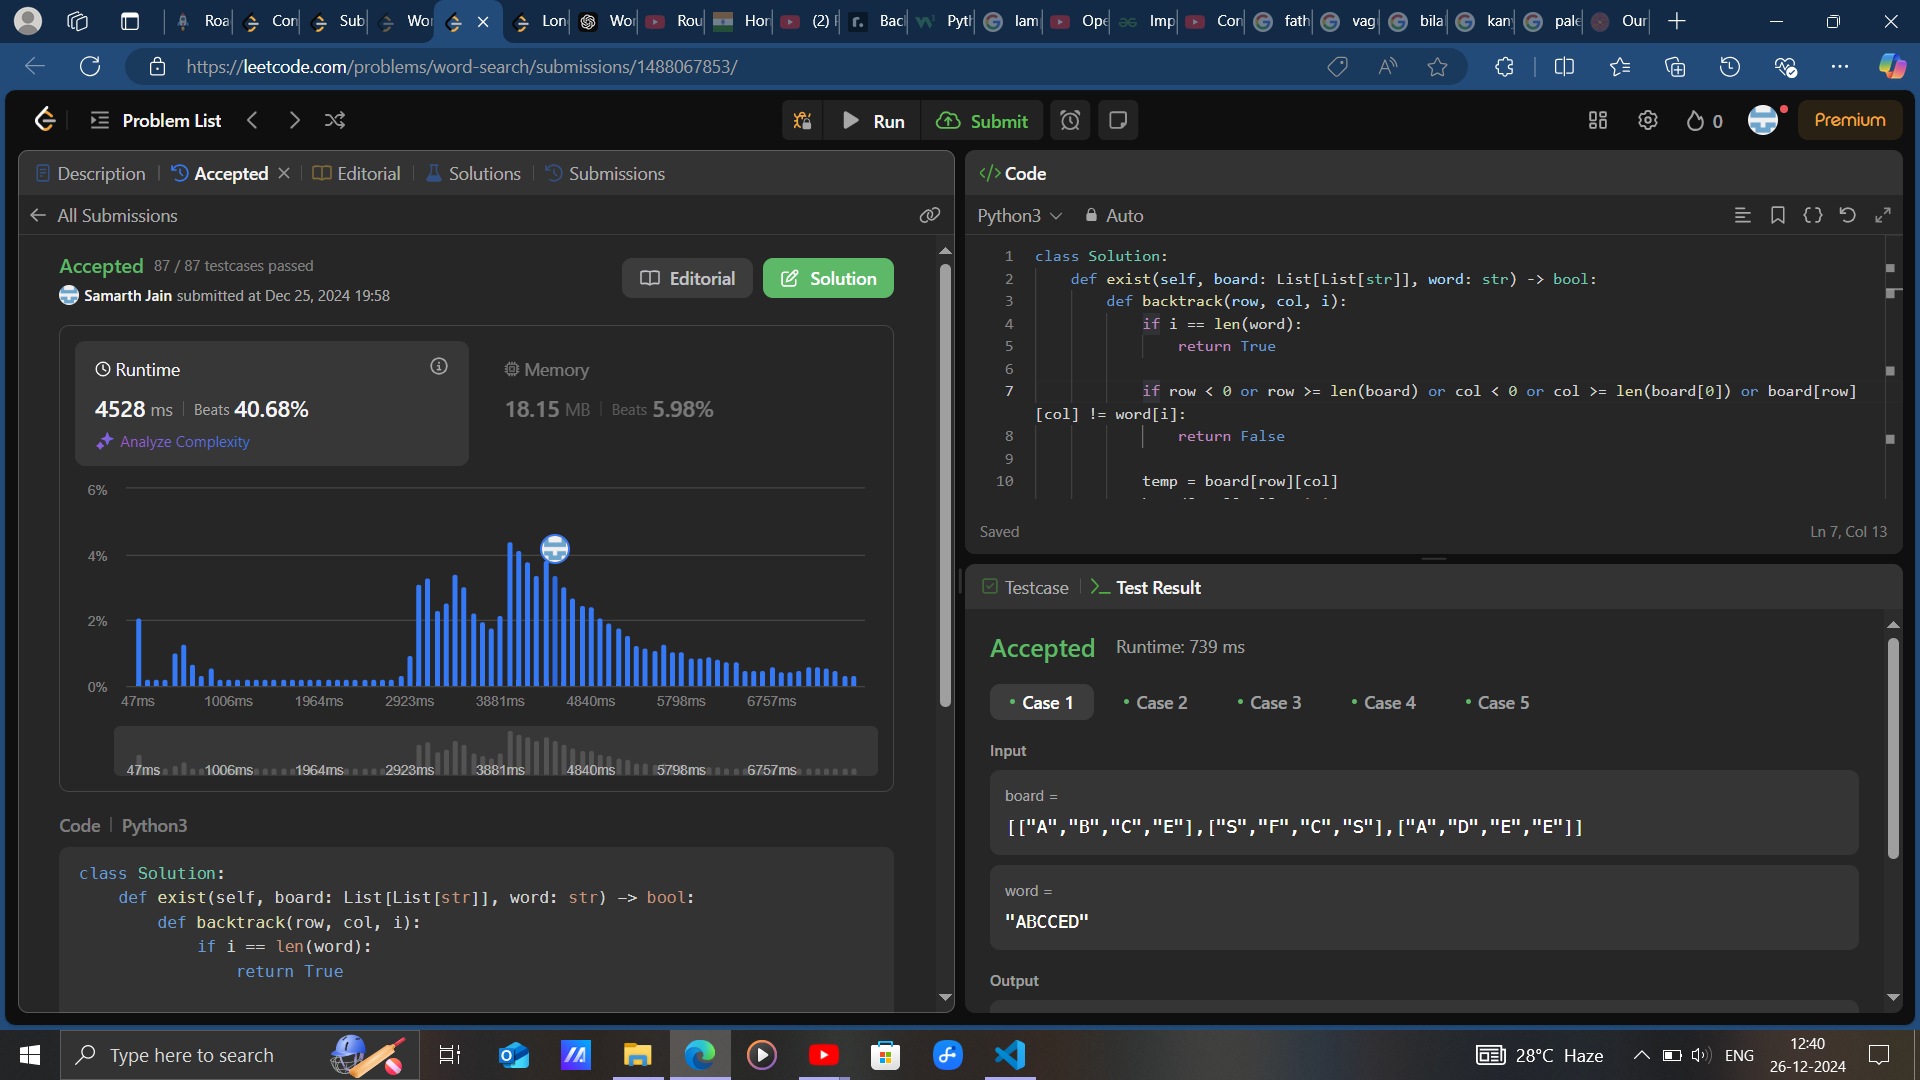 Roa
Con
Sub
Wor
Lon
Wor
Rou
Hor
(2) F
Bacl
Pyth
lam
Ope
Imp
Con
fath
vag
bila
kany
pale
Our
https://leetcode.com/problems/word-search/submissions/1488067853/
Problem List
Run
Submit
0
Premium
Description
Accepted
Editorial
Solutions
Submissions
All Submissions
Accepted 87 / 87 testcases passed
Samarth Jain submitted at Dec 25, 2024 19:58
Editorial
Solution
Runtime
4528 ms | Beats 40.68%
Analyze Complexity
Memory
18.15 MB | Beats 5.98%
6%
4%
2%
0%
47ms 1006ms 1964ms 2923ms 3881ms 4840ms 5798ms 6757ms
47ms 1006ms 1964ms 2923ms 3881ms 4840ms 5798ms 6757ms
Code | Python3
class Solution:
def exist(self, board: List[List[str]], word: str) -> bool:
def backtrack(row, col, i):
if i == len(word):
return True
Code
Python3
Auto
1 class Solution:
2 def exist(self, board: List[List[str]], word: str) -> bool:
3 def backtrack(row, col, i):
4 if i == len(word):
5 return True
6
7 if row < 0 or row >= len(board) or col < 0 or col >= len(board[0]) or board[row]
[col] != word[i]:
8 return False
9
10 temp = board[row][col]
Saved
Ln 7, Col 13
Testcase
Test Result
Accepted Runtime: 739 ms
Case 1
Case 2
Case 3
Case 4
Case 5
Input
board =
[["A","B","C","E"],["S","F","C","S"],["A","D","E","E"]]
word =
"ABCCED"
Output
Type here to search
28°C Haze
ENG
12:40
26-12-2024